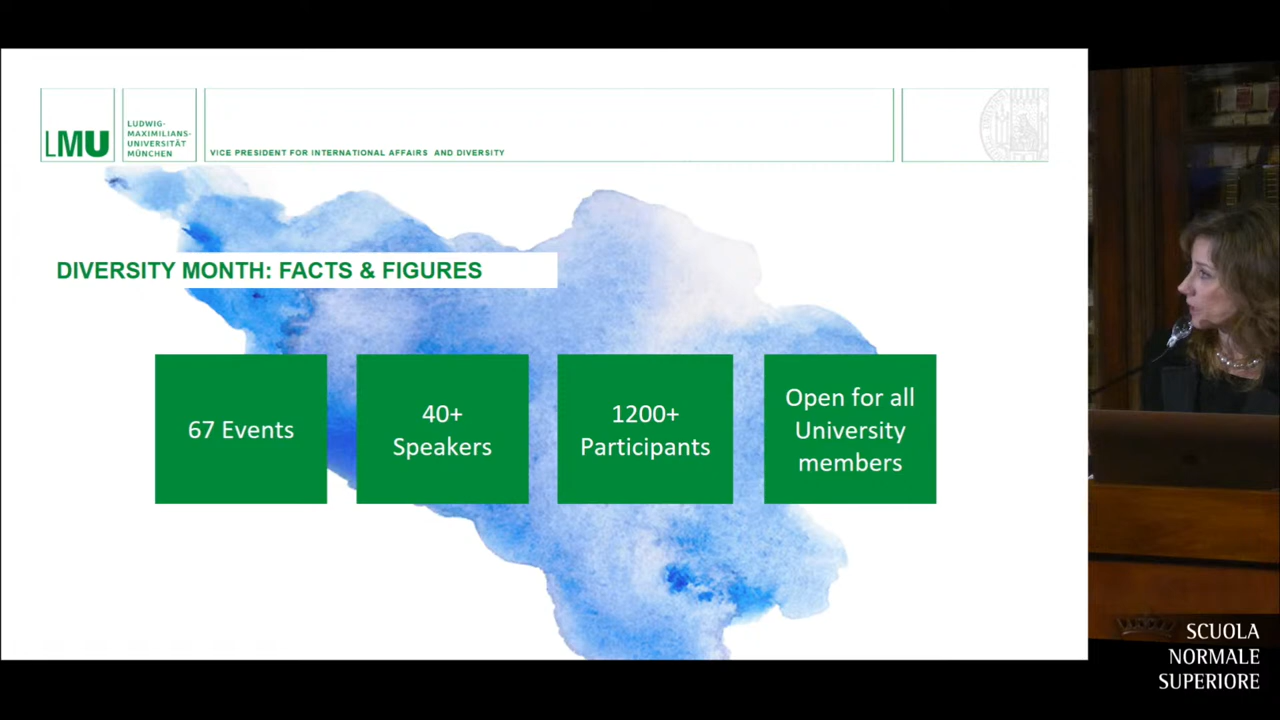 LMU
LUDWIG-
MAXIMILIANS-
UNIVERSITÄT
MÜNCHEN
VICE PRESIDENT FOR INTERNATIONAL AFFAIRS AND DIVERSITY
DIVERSITY MONTH: FACTS & FIGURES
67 Events
40+
Speakers
1200+
Participants
Open for all
University
members
SCUOLA
NORMALE
SUPERIORE